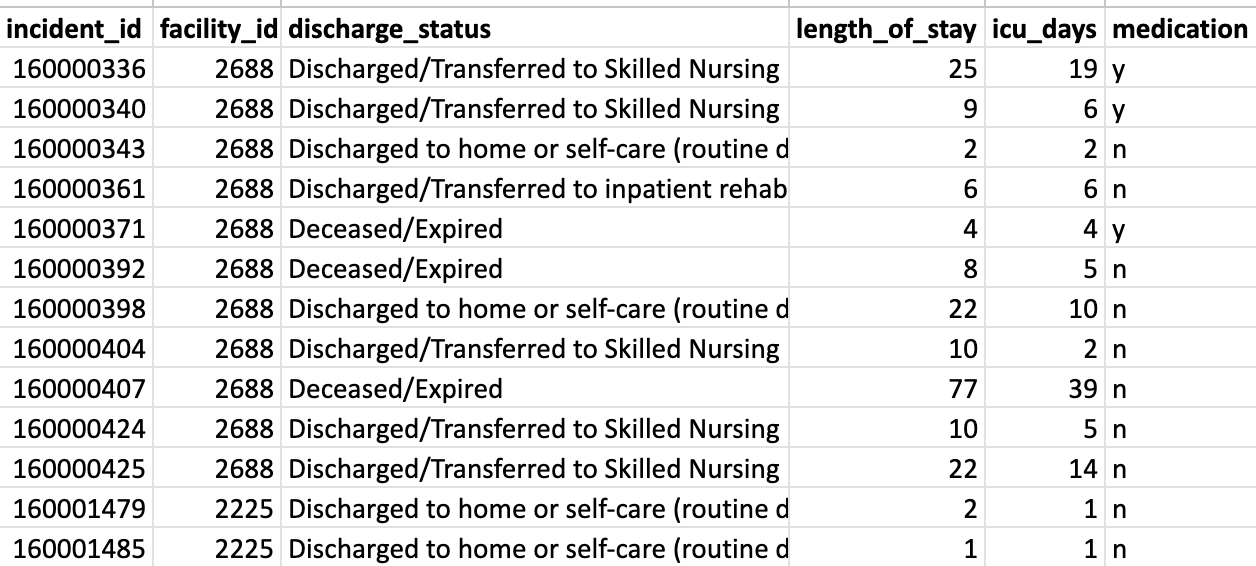 incident_id facility_id discharge_status length_of_stay icu_days medication
160000336 2688 Discharged/Transferred to Skilled Nursing 25 19 y
160000340 2688 Discharged/Transferred to Skilled Nursing 9 6 y
160000343 2688 Discharged to home or self-care (routine d 2 2 n
160000361 2688 Discharged/Transferred to inpatient rehab 6 6 n
160000371 2688 Deceased/Expired 4 4 y
160000392 2688 Deceased/Expired 8 5 n
160000398 2688 Discharged to home or self-care (routine d 22 10 n
160000404 2688 Discharged/Transferred to Skilled Nursing 10 2 n
160000407 2688 Deceased/Expired 77 39 n
160000424 2688 Discharged/Transferred to Skilled Nursing 10 5 n
160000425 2688 Discharged/Transferred to Skilled Nursing 22 14 n
160001479 2225 Discharged to home or self-care (routine d 2 1 n
160001485 2225 Discharged to home or self-care (routine d 1 1 n